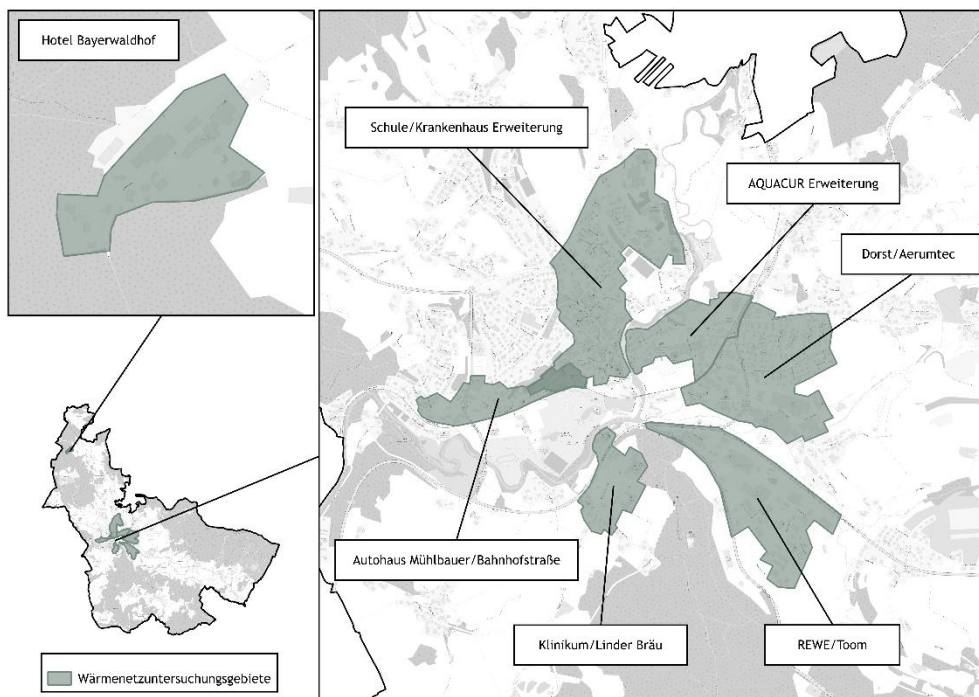 Hotel Bayerwaldhof
Schule/Krankenhaus Erweiterung
AQUACUR Erweiterung
Dorst/Aerumtec
Autohaus Mühlbauer/Bahnhofstraße
Klinikum/Linder Bräu
REWE/Toom
Wärmenetzuntersuchungsgebiete